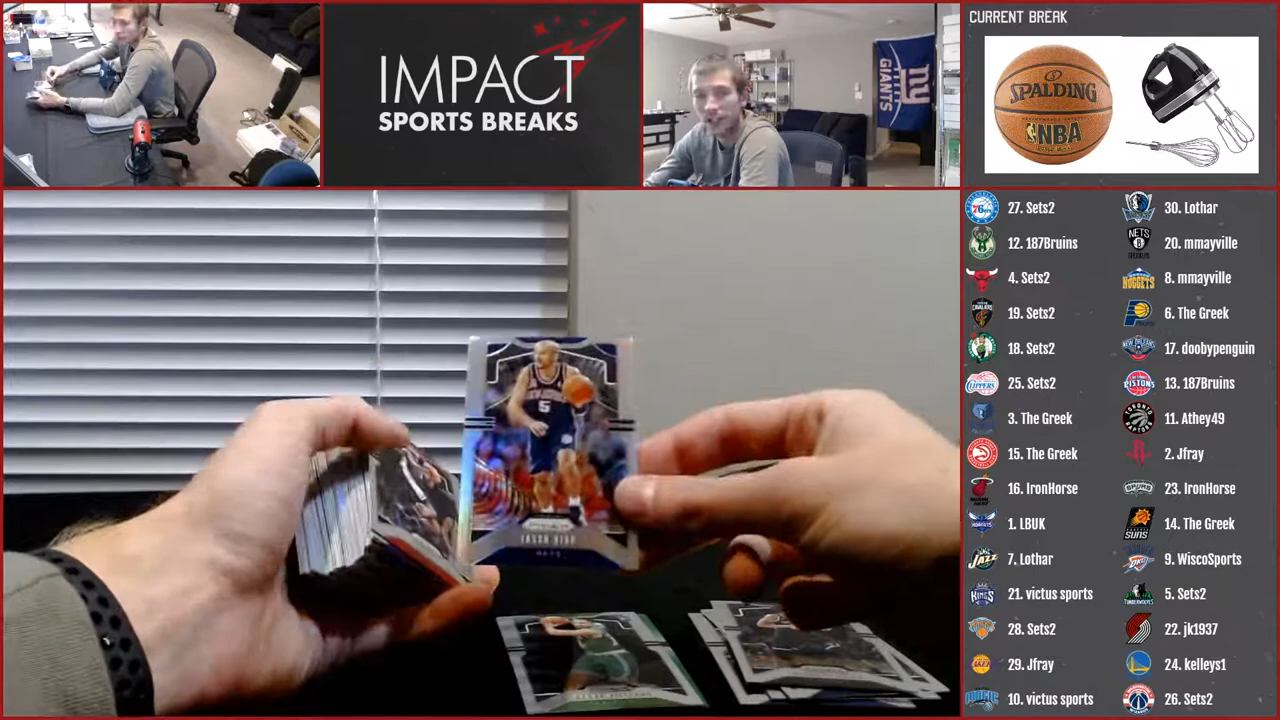 IMPACT
SPORTS BREAKS
ny
GIANTS
CURRENT BREAK
SPALDING
NBA
27. Sets2
30. Lothar
12. 187Bruins
20. mmayville
4. Sets2
8. mmayville
19. Sets2
6. The Greek
18. Sets2
17. doobypenguin
25. Sets2
13. 187Bruins
3. The Greek
11. Athey49
15. The Greek
2. Jfray
16. IronHorse
23. IronHorse
1. LBUK
14. The Greek
7. Lothar
9. WiscoSports
21. victus sports
5. Sets2
28. Sets2
22. jk1937
29. Jfray
24. kelleys1
10. victus sports
26. Sets2
5
JASON KIDD